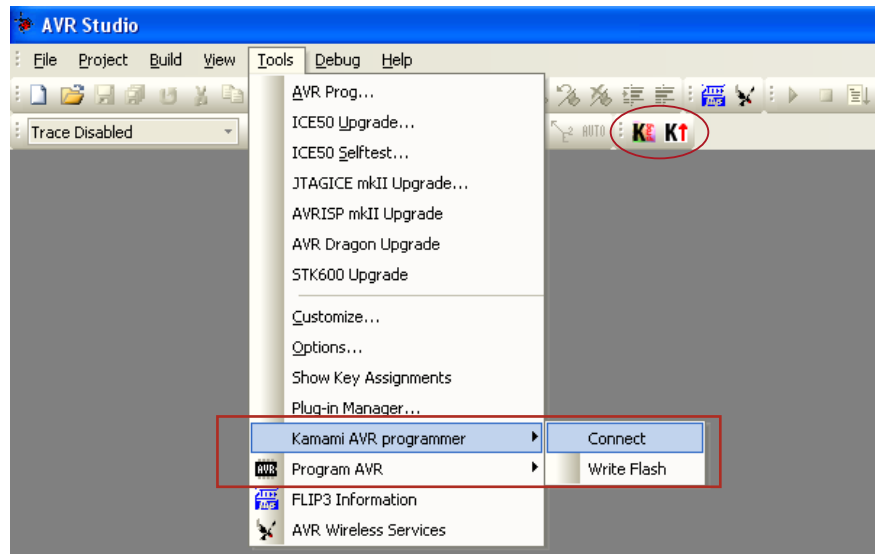 AVR Studio
File Project Build View Tools Debug Help
Trace Disabled
AUTO
K K
AVR Prog...
ICE50 Upgrade...
ICE50 Selftest...
JTAGICE mkII Upgrade...
AVRISP mkII Upgrade
AVR Dragon Upgrade
STK600 Upgrade
Customize...
Options...
Show Key Assignments
Plug-in Manager...
Kamami AVR programmer
Connect
AVR Program AVR
Write Flash
FLIP3 Information
AVR Wireless Services